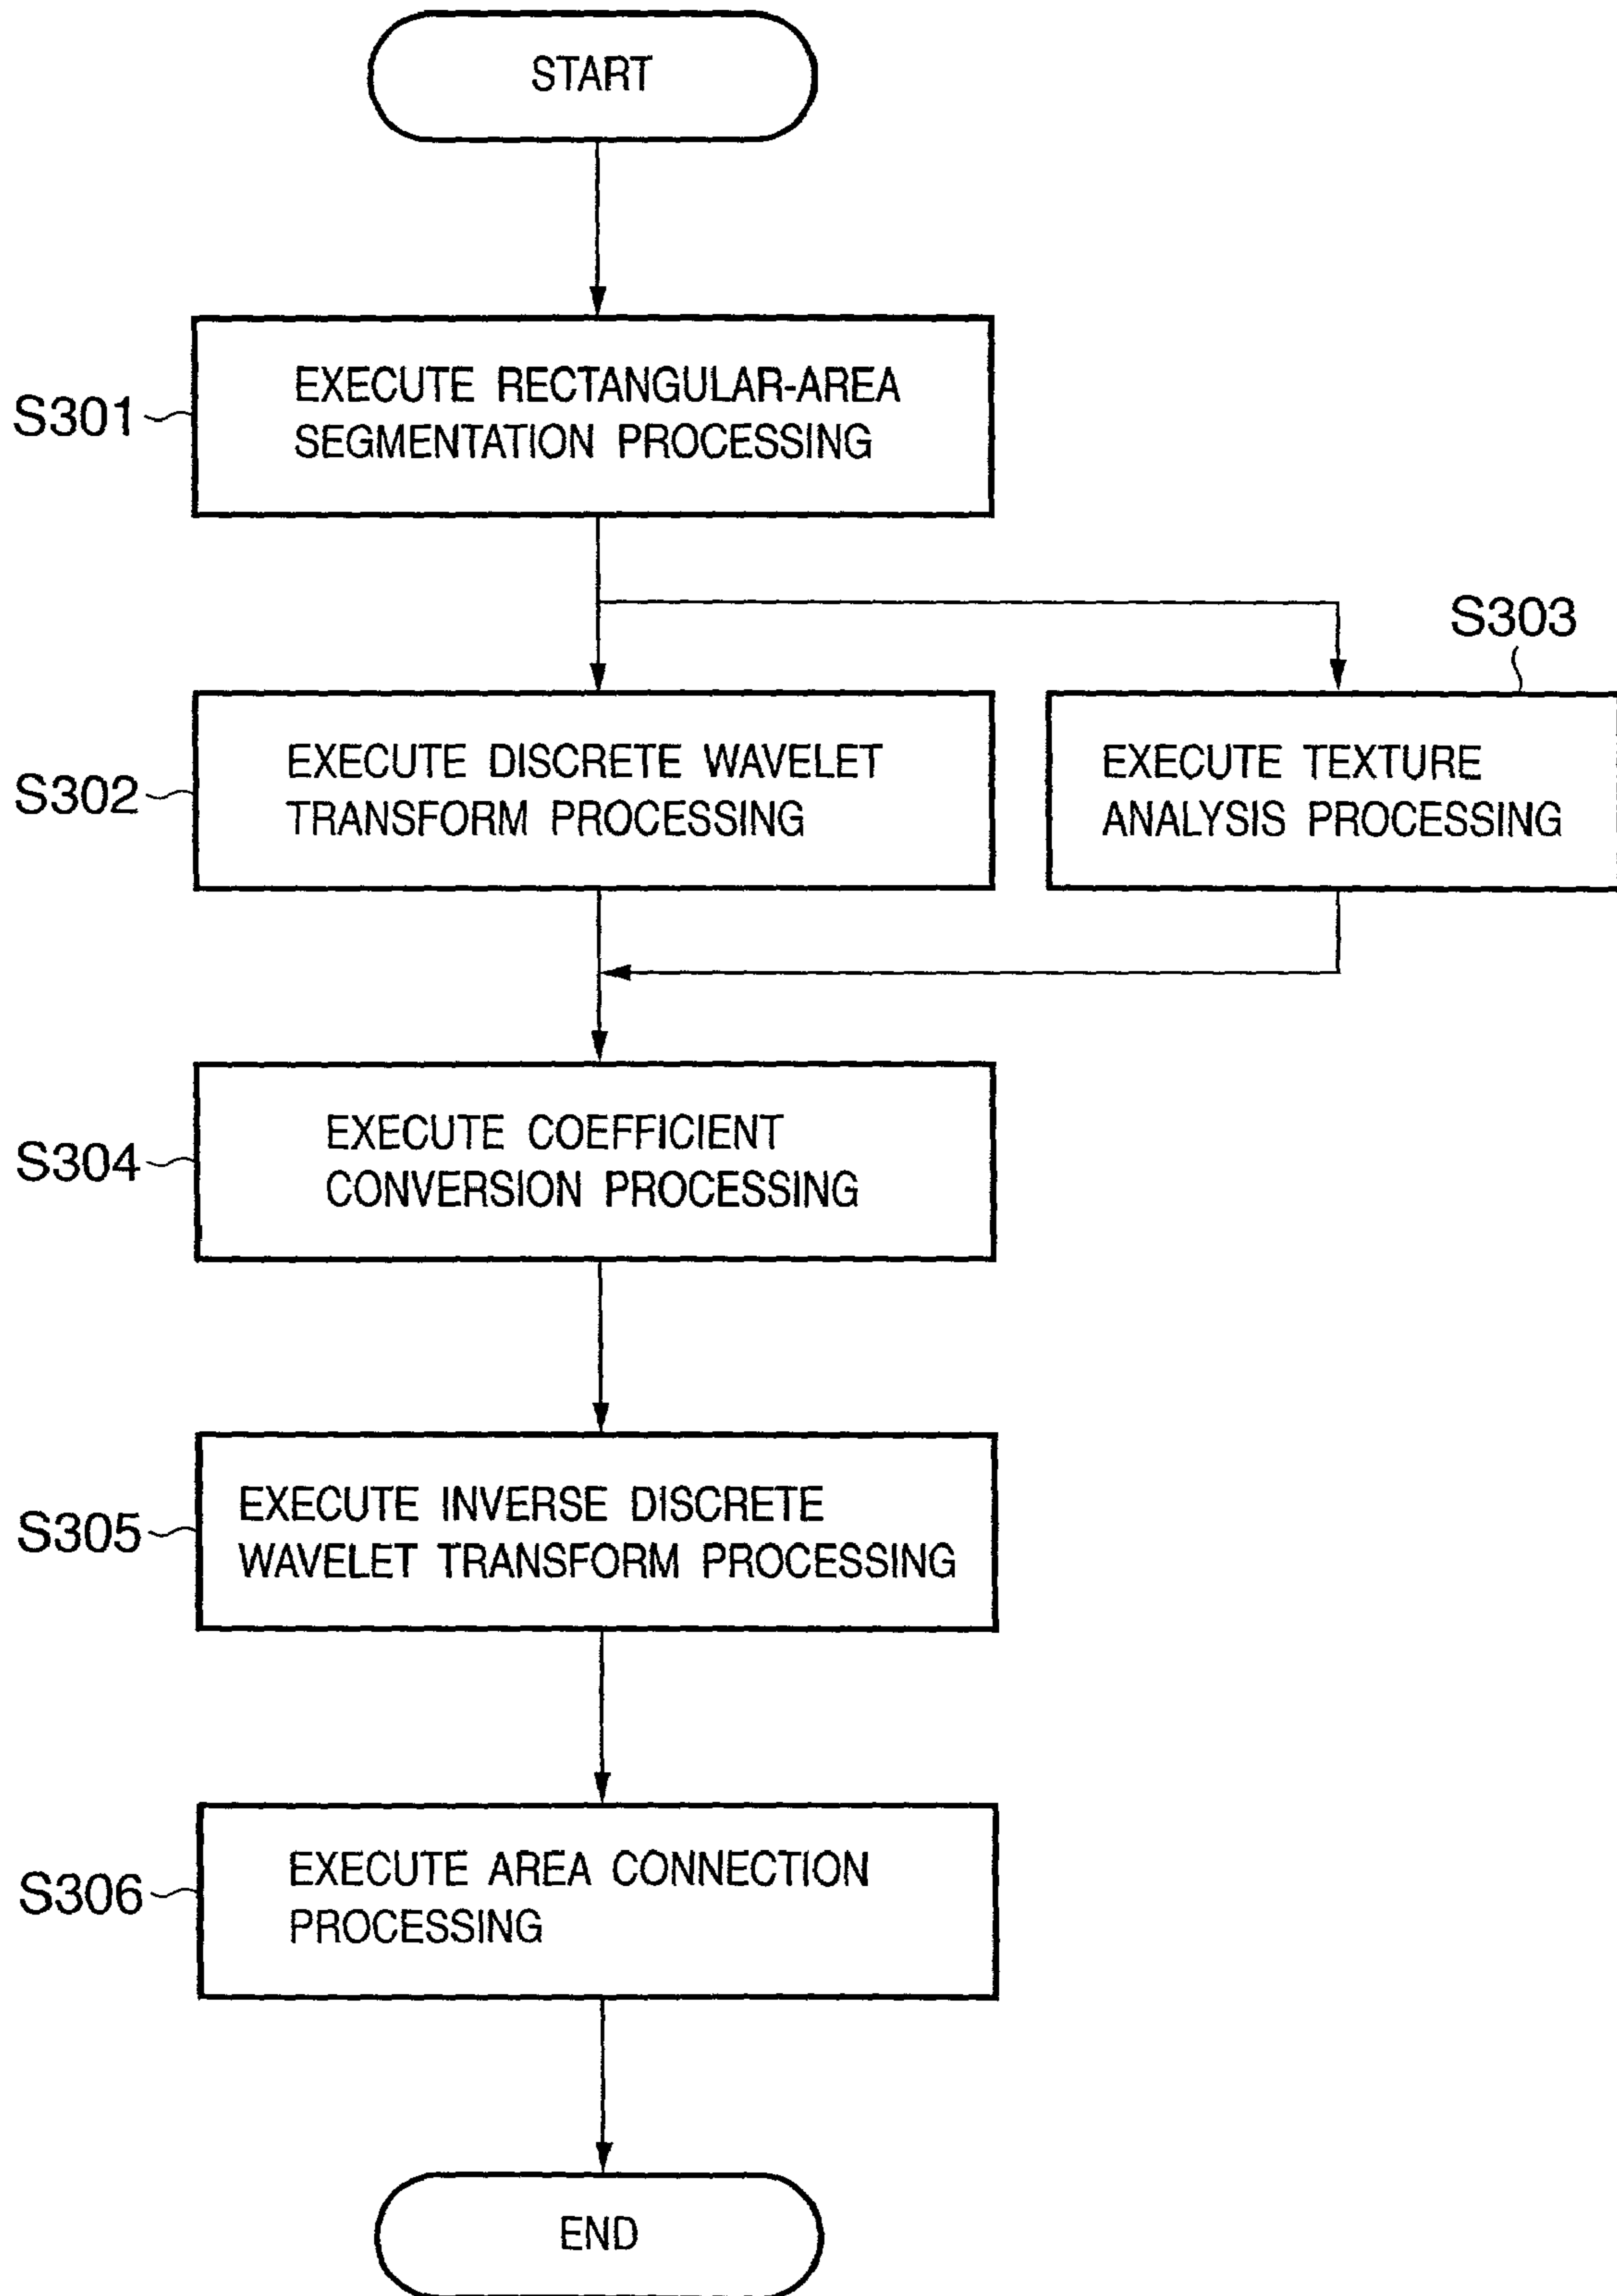 START
S301
EXECUTE RECTANGULAR-AREA
SEGMENTATION PROCESSING
S302
EXECUTE DISCRETE WAVELET
TRANSFORM PROCESSING
S303
EXECUTE TEXTURE
ANALYSIS PROCESSING
S304
EXECUTE COEFFICIENT
CONVERSION PROCESSING
S305
EXECUTE INVERSE DISCRETE
WAVELET TRANSFORM PROCESSING
S306
EXECUTE AREA CONNECTION
PROCESSING
END